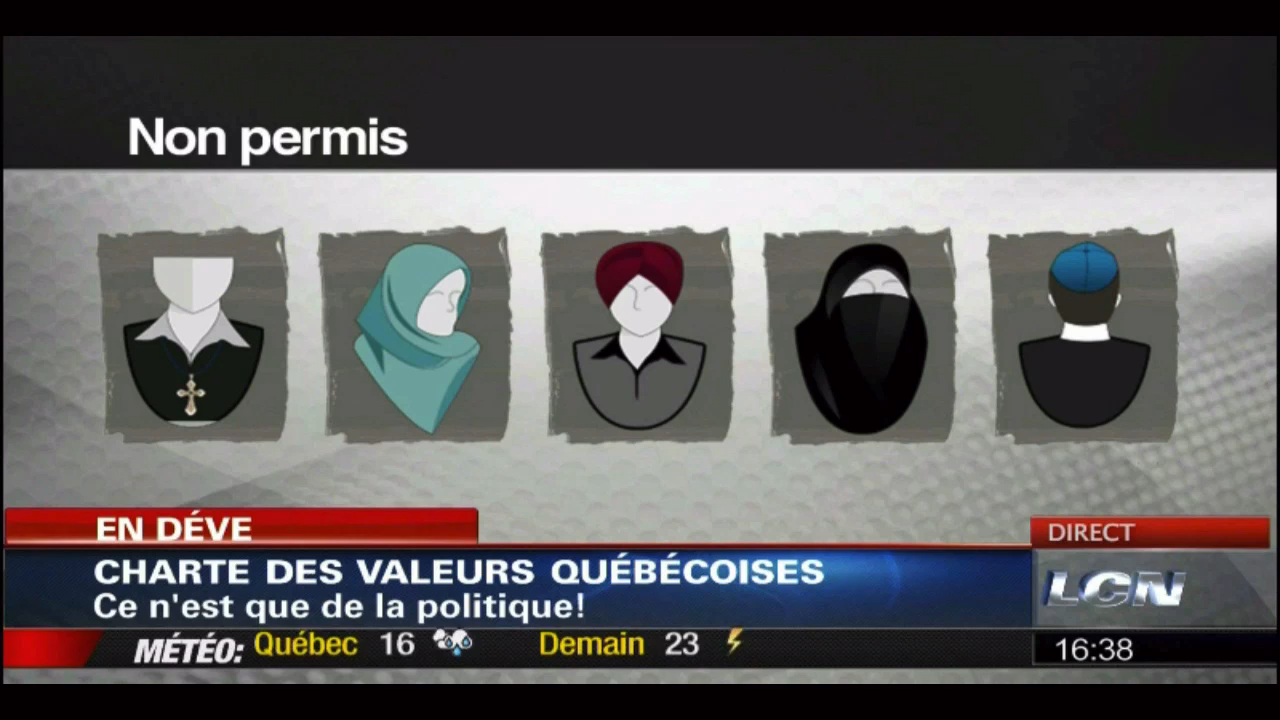 Non permis
EN DÉVE
CHARTE DES VALEURS QUÉBÉCOISES
Ce n'est que de la politique!
DIRECT
LCN
MÉTÉO: Québec 16 Demain 23
16:38